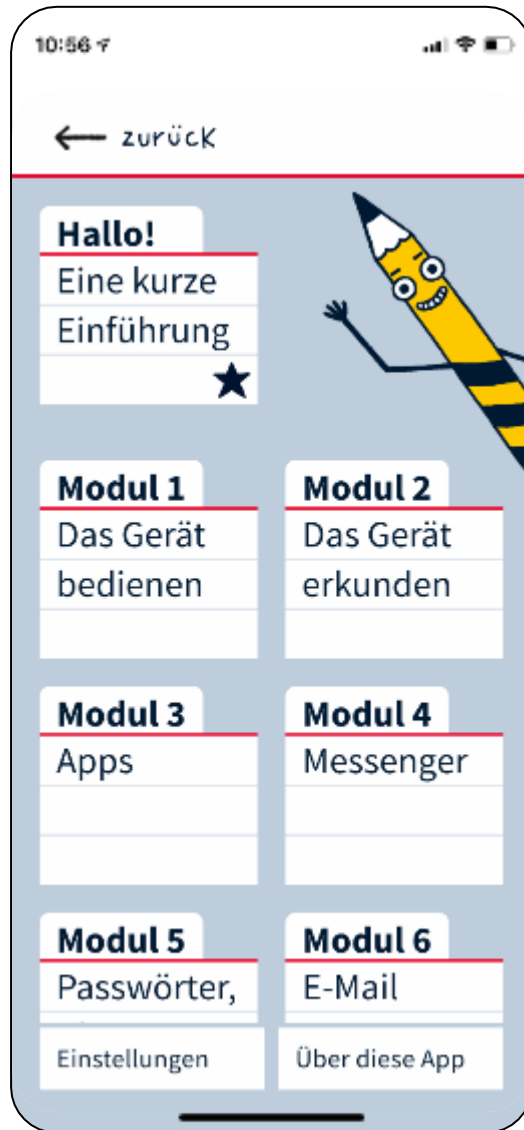 10:56
zurück
Hallo!
Eine kurze
Einführung
Modul 1
Das Gerät
bedienen
Modul 2
Das Gerät
erkunden
Modul 3
Apps
Modul 4
Messenger
Modul 5
Passwörter,
Modul 6
E-Mail
Einstellungen
Über diese App